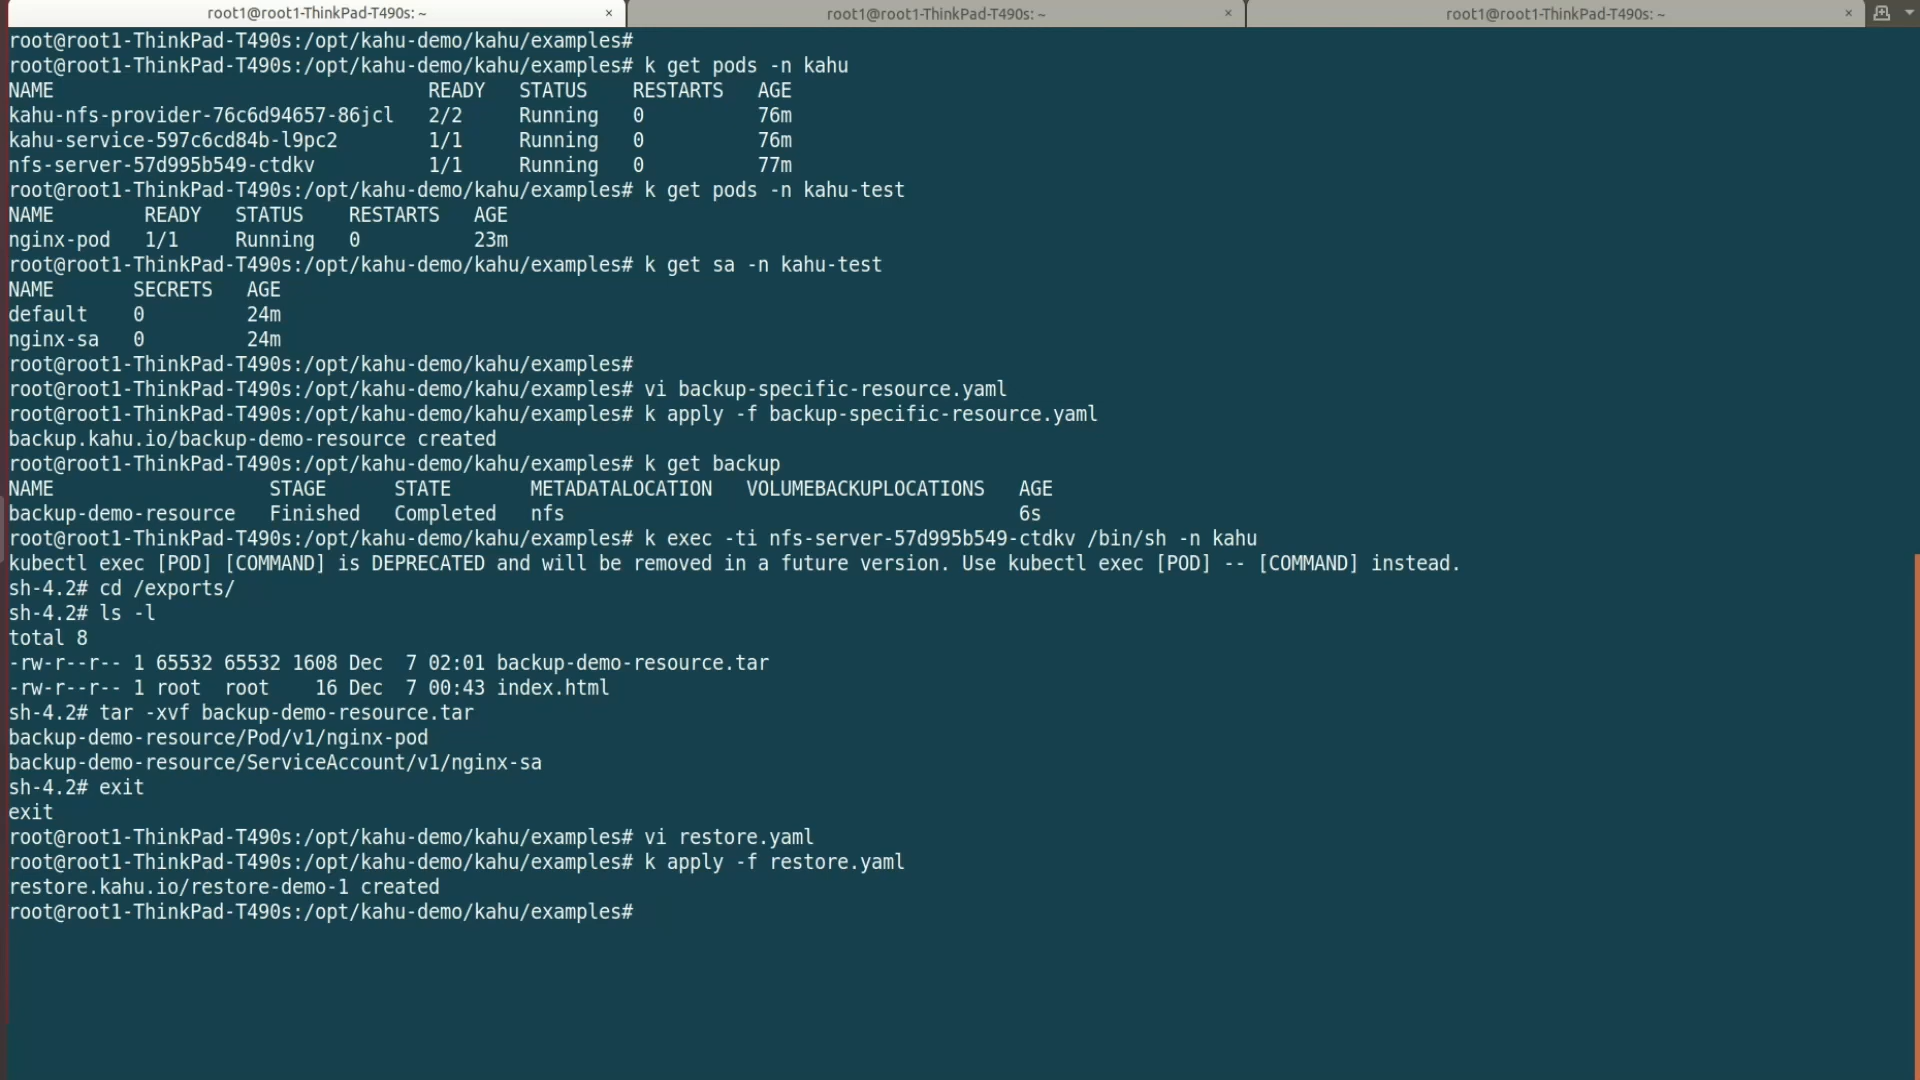 root1@root1-ThinkPad-T490s: ~ × root1@root1-ThinkPad-T490s: ~ × root1@root1-ThinkPad-T490s: ~ ×
root@root1-ThinkPad-T490s:/opt/kahu-demo/kahu/examples#
root@root1-ThinkPad-T490s:/opt/kahu-demo/kahu/examples# k get pods -n kahu
NAME                                 READY   STATUS    RESTARTS   AGE
kahu-nfs-provider-76c6d94657-86jcl   2/2     Running   0          76m
kahu-service-597c6cd84b-l9pc2        1/1     Running   0          76m
nfs-server-57d995b549-ctdkv          1/1     Running   0          77m
root@root1-ThinkPad-T490s:/opt/kahu-demo/kahu/examples# k get pods -n kahu-test
NAME        READY   STATUS    RESTARTS   AGE
nginx-pod   1/1     Running   0          23m
root@root1-ThinkPad-T490s:/opt/kahu-demo/kahu/examples# k get sa -n kahu-test
NAME       SECRETS   AGE
default    0         24m
nginx-sa   0         24m
root@root1-ThinkPad-T490s:/opt/kahu-demo/kahu/examples#
root@root1-ThinkPad-T490s:/opt/kahu-demo/kahu/examples# vi backup-specific-resource.yaml
root@root1-ThinkPad-T490s:/opt/kahu-demo/kahu/examples# k apply -f backup-specific-resource.yaml
backup.kahu.io/backup-demo-resource created
root@root1-ThinkPad-T490s:/opt/kahu-demo/kahu/examples# k get backup
NAME                   STAGE      STATE       METADATALOCATION   VOLUMEBACKUPLOCATIONS   AGE
backup-demo-resource   Finished   Completed   nfs                                        6s
root@root1-ThinkPad-T490s:/opt/kahu-demo/kahu/examples# k exec -ti nfs-server-57d995b549-ctdkv /bin/sh -n kahu
kubectl exec [POD] [COMMAND] is DEPRECATED and will be removed in a future version. Use kubectl exec [POD] -- [COMMAND] instead.
sh-4.2# cd /exports/
sh-4.2# ls -l
total 8
-rw-r--r-- 1 65532 65532 1608 Dec  7 02:01 backup-demo-resource.tar
-rw-r--r-- 1 root  root    16 Dec  7 00:43 index.html
sh-4.2# tar -xvf backup-demo-resource.tar
backup-demo-resource/Pod/v1/nginx-pod
backup-demo-resource/ServiceAccount/v1/nginx-sa
sh-4.2# exit
exit
root@root1-ThinkPad-T490s:/opt/kahu-demo/kahu/examples# vi restore.yaml
root@root1-ThinkPad-T490s:/opt/kahu-demo/kahu/examples# k apply -f restore.yaml
restore.kahu.io/restore-demo-1 created
root@root1-ThinkPad-T490s:/opt/kahu-demo/kahu/examples#